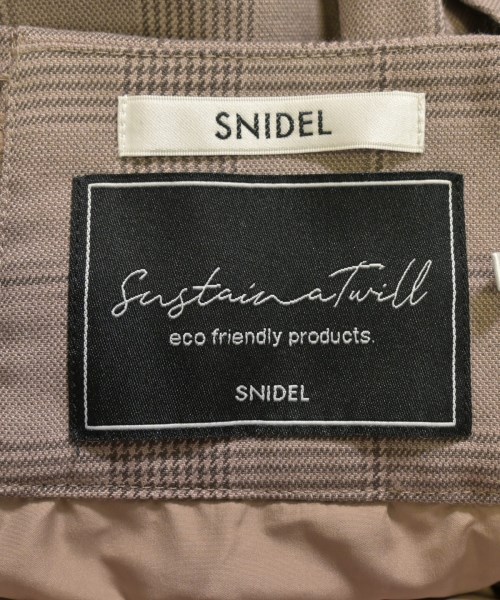 SNIDEL
SustainaTwill
eco friendly products.
SNIDEL